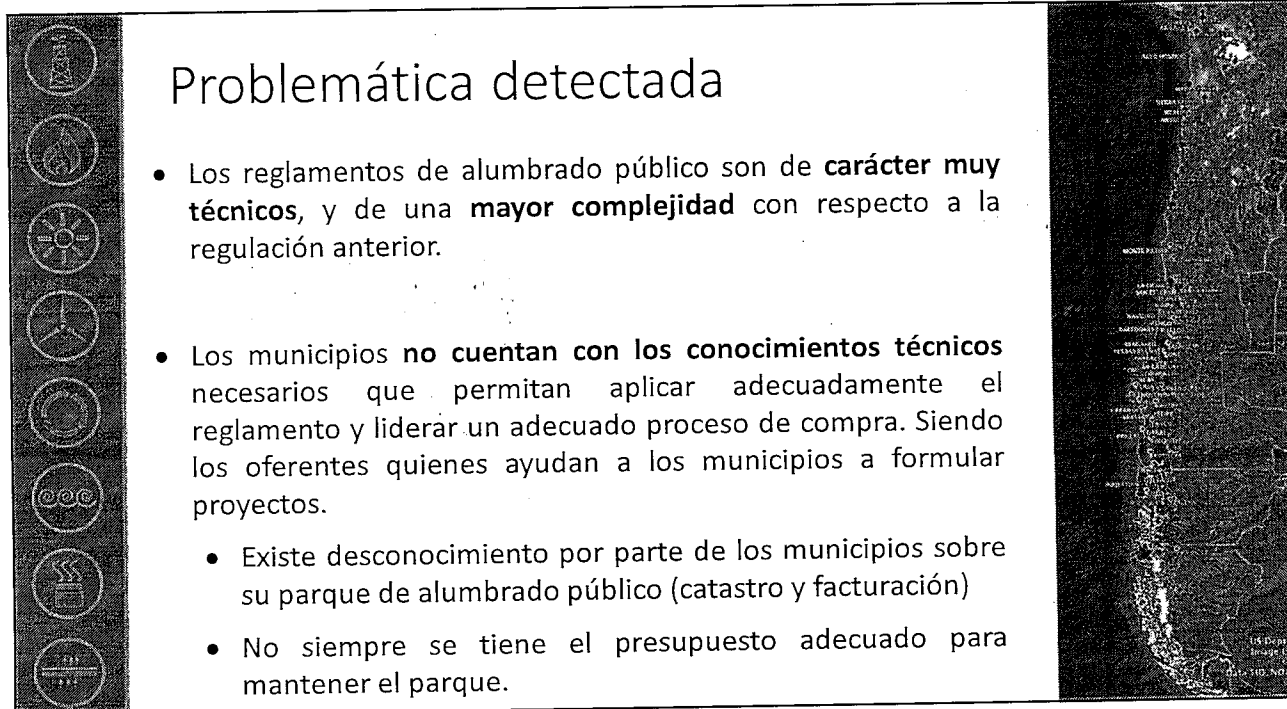 Problemática detectada
• Los reglamentos de alumbrado público son de carácter muy
técnicos, y de una mayor complejidad con respecto a la
regulación anterior.
• Los municipios no cuentan con los conocimientos técnicos
necesarios que permitan aplicar adecuadamente el
reglamento y liderar un adecuado proceso de compra. Siendo
los oferentes quienes ayudan a los municipios a formular
proyectos.
• Existe desconocimiento por parte de los municipios sobre
su parque de alumbrado público (catastro y facturación)
• No siempre se tiene el presupuesto adecuado para
mantener el parque.